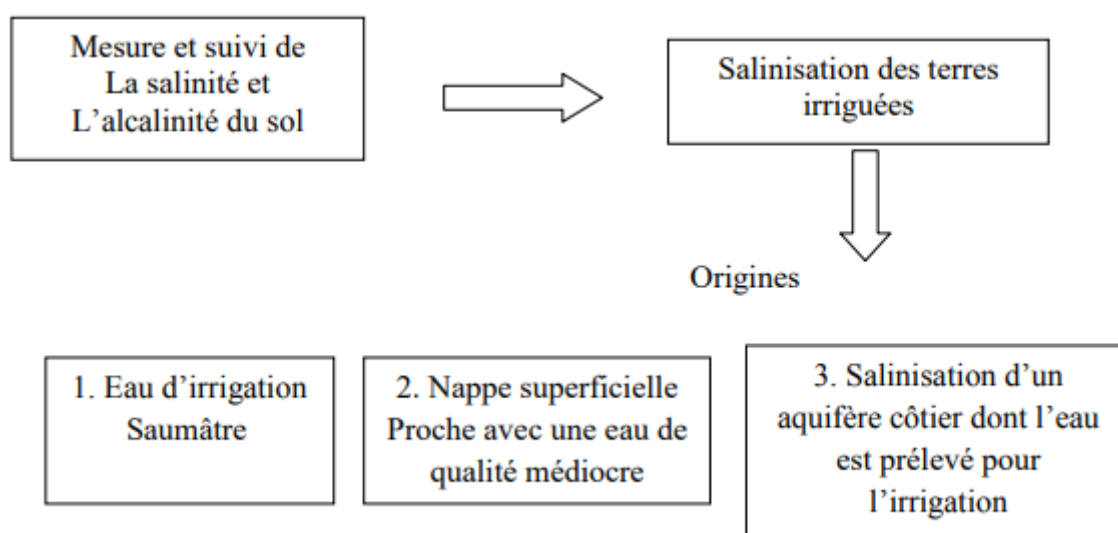 Mesure et suivi de
La salinité et
L'alcalinité du sol
Salinisation des terres
irriguées
Origines
1. Eau d'irrigation
Saumâtre
2. Nappe superficielle
Proche avec une eau de
qualité médiocre
3. Salinisation d'un
aquifère côtier dont l'eau
est prélevé pour
l'irrigation